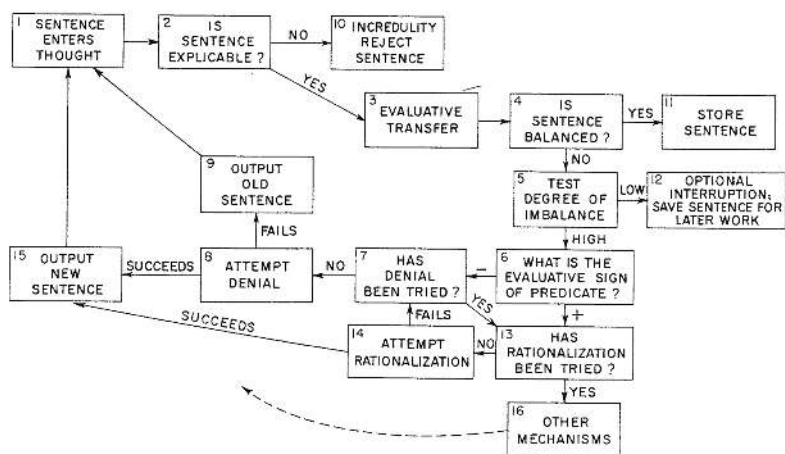 1 SENTENCE
ENTERS
THOUGHT
2 IS
SENTENCE
EXPLICABLE ?
NO
10 INCREDULITY
REJECT
SENTENCE
YES
3 EVALUATIVE
TRANSFER
4 IS
SENTENCE
BALANCED ?
YES
11 STORE
SENTENCE
NO
9 OUTPUT
OLD
SENTENCE
5 TEST
DEGREE OF
IMBALANCE
LOW
12 OPTIONAL
INTERRUPTION;
SAVE SENTENCE FOR
LATER WORK
FAILS
HIGH
15 OUTPUT
NEW
SENTENCE
SUCCEEDS
8 ATTEMPT
DENIAL
NO
7 HAS
DENIAL
BEEN TRIED ?
−
6 WHAT IS THE
EVALUATIVE SIGN
OF PREDICATE ?
YES
+
SUCCEEDS
FAILS
14 ATTEMPT
RATIONALIZATION
NO
13 HAS
RATIONALIZATION
BEEN TRIED ?
YES
16 OTHER
MECHANISMS